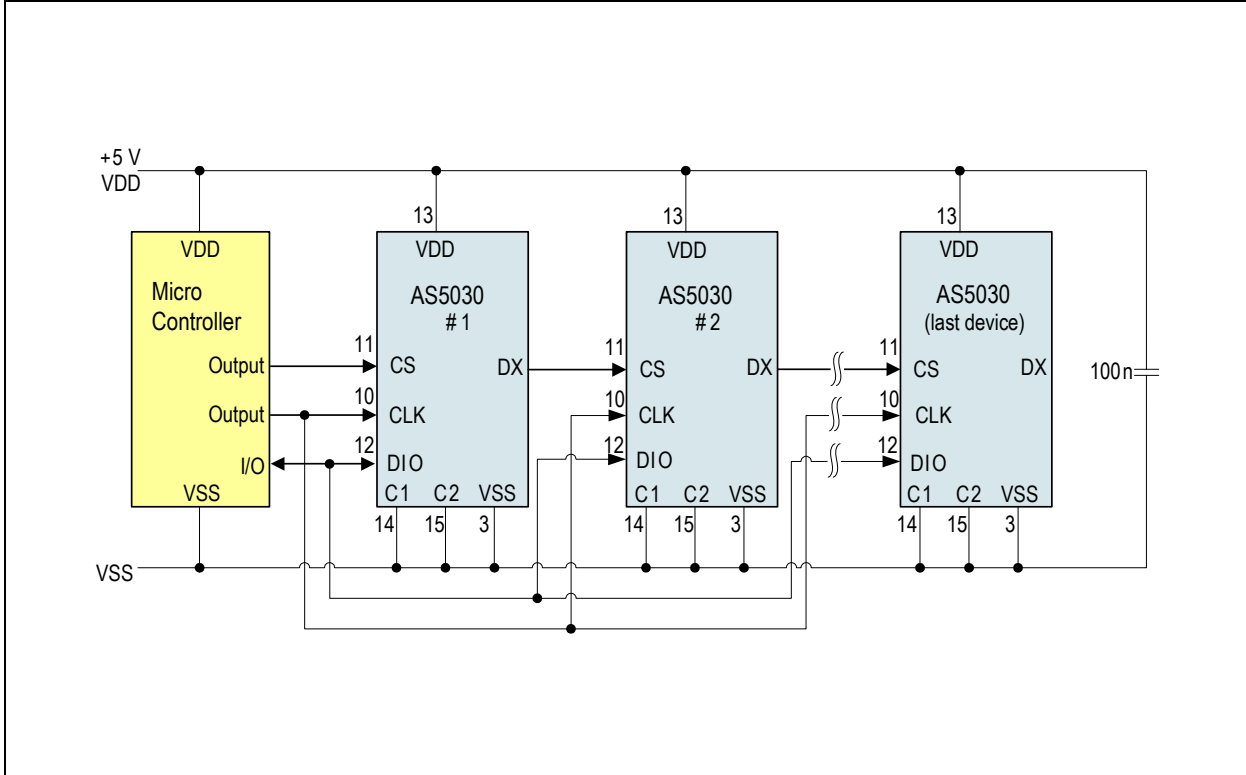 +5 V
VDD
13
13
13
VDD
VDD
VDD
VDD
Micro
Controller
AS5030
#1
AS5030
#2
AS5030
(last device)
11
11
11
Output
CS
DX
CS
DX
CS
DX
100n
10
10
10
Output
CLK
CLK
CLK
12
12
12
I/O
DIO
DIO
DIO
VSS
C1 C2 VSS
C1 C2 VSS
C1 C2 VSS
14 15 3
14 15 3
14 15 3
VSS